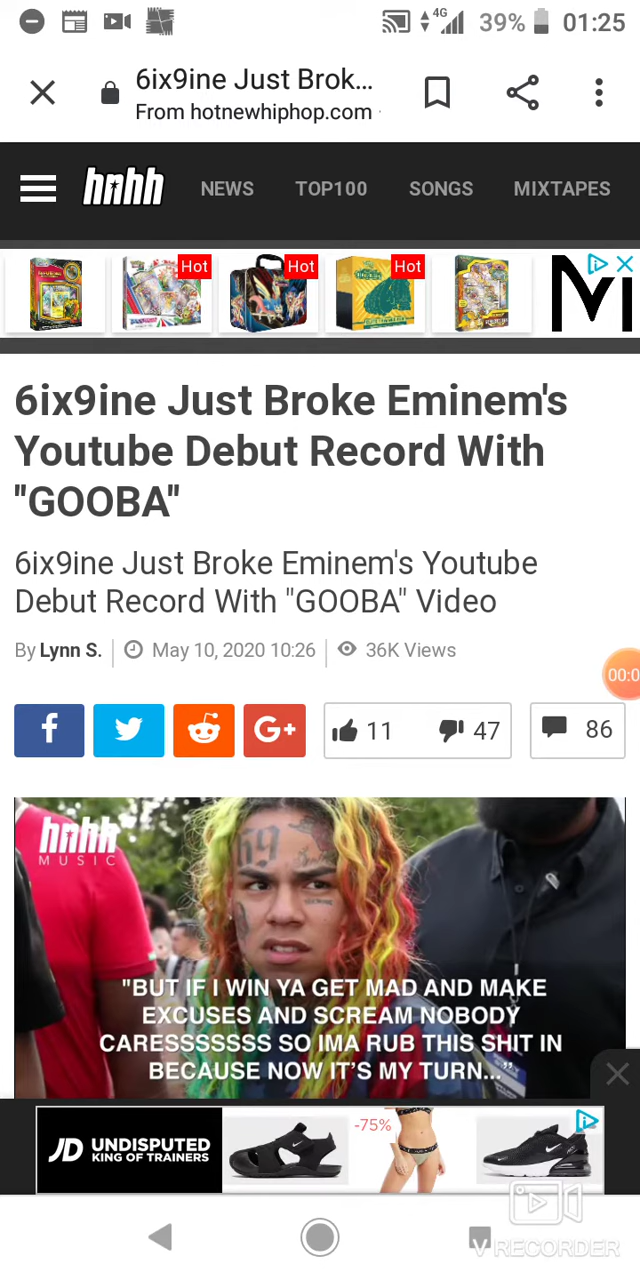 4G 39% 01:25
6ix9ine Just Brok...
From hotnewhiphop.com
hnhh NEWS TOP100 SONGS MIXTAPES
Hot Hot Hot
6ix9ine Just Broke Eminem's
Youtube Debut Record With
"GOOBA"
6ix9ine Just Broke Eminem's Youtube
Debut Record With "GOOBA" Video
By Lynn S. May 10, 2020 10:26 36K Views
00:0
f G+ 11 47 86
hnhh
MUSIC
69
"BUT IF I WIN YA GET MAD AND MAKE
EXCUSES AND SCREAM NOBODY
CARESSSSSSS SO IMA RUB THIS SHIT IN
BECAUSE NOW IT'S MY TURN..."
JD UNDISPUTED
KING OF TRAINERS
-75%
V RECORDER